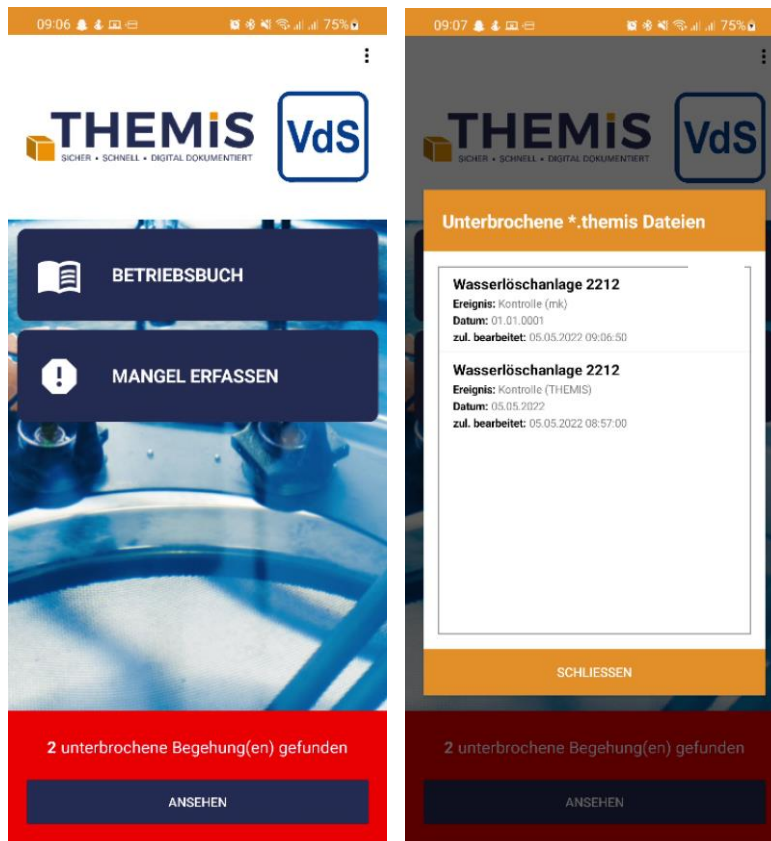 09:06 75%
THEMiS
SICHER • SCHNELL • DIGITAL DOKUMENTIERT
VdS
BETRIEBSBUCH
MANGEL ERFASSEN
2 unterbrochene Begehung(en) gefunden
ANSEHEN
09:07 75%
THEMiS
SICHER • SCHNELL • DIGITAL DOKUMENTIERT
VdS
Unterbrochene *.themis Dateien
Wasserlöschanlage 2212
Ereignis: Kontrolle (mk)
Datum: 01.01.0001
zul. bearbeitet: 05.05.2022 09:06:50
Wasserlöschanlage 2212
Ereignis: Kontrolle (THEMIS)
Datum: 05.05.2022
zul. bearbeitet: 05.05.2022 08:57:00
SCHLIESSEN
2 unterbrochene Begehung(en) gefunden
ANSEHEN